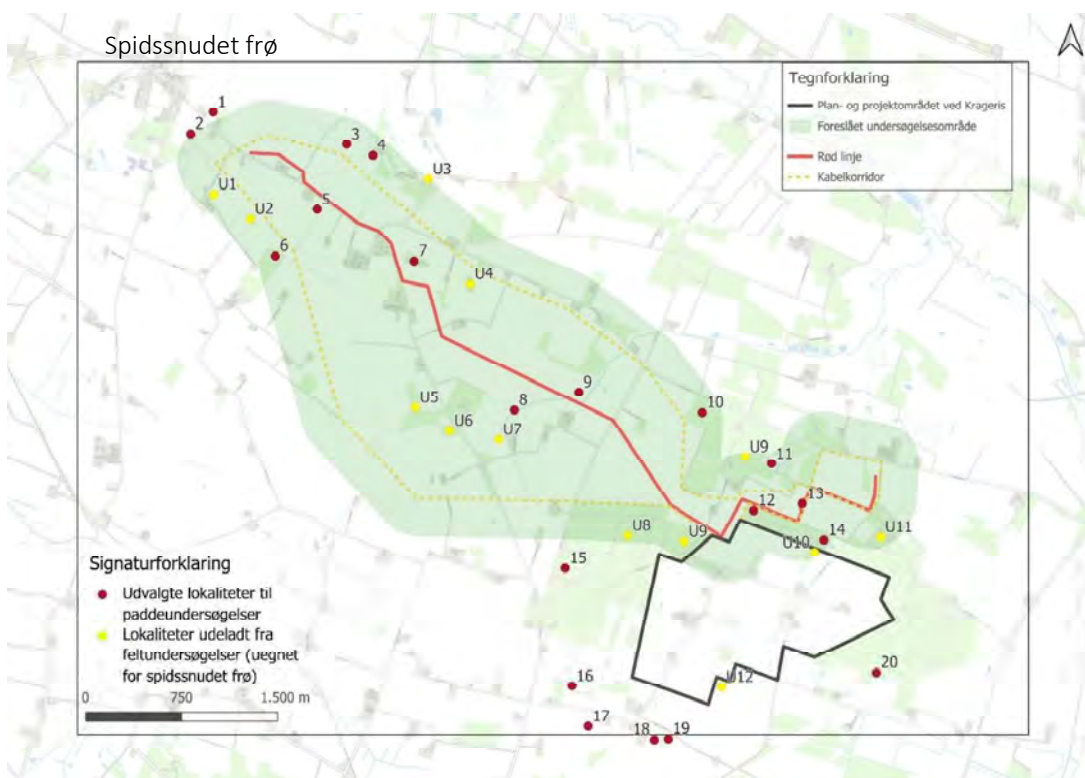 Spidssnudet frø
Tegnforklaring
Plan- og projektområdet ved Krageris
Foreslået undersøgelsesområde
Rød linje
Kabelkorridor
1
2
3
4
U3
U1
U2
5
6
7
U4
9
8
10
U5
U6
U7
U9
11
12
13
U8
U9
U10
14
U11
15
Signaturforklaring
Udvalgte lokaliteter til
paddeundersøgelser
Lokaliteter udeladt fra
feltundersøgelser (uegnet
for spidssnudet frø)
0 750 1.500 m
16
17
18
19
U12
20